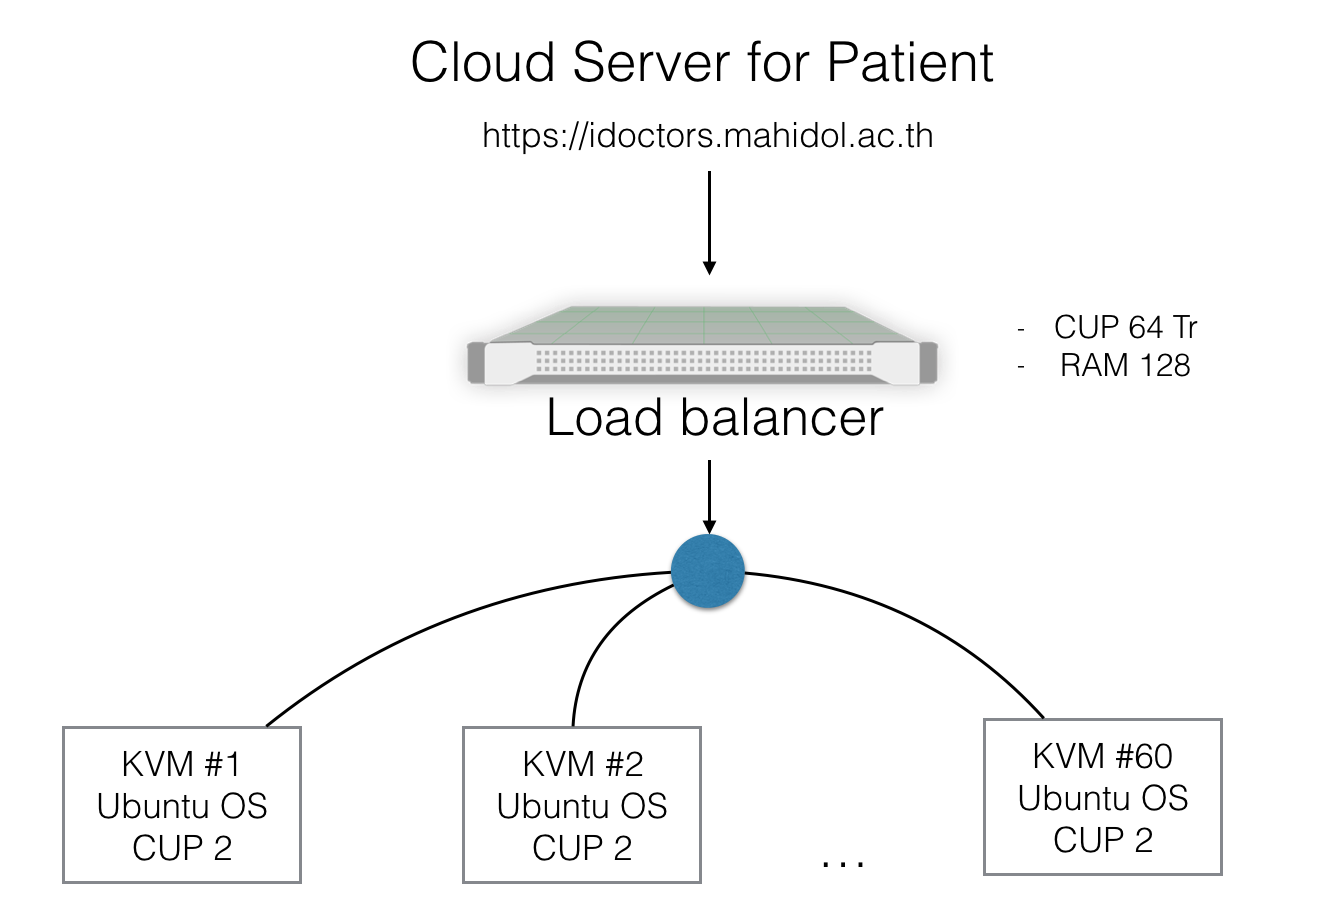 Cloud Server for Patient
https://idoctors.mahidol.ac.th
- CUP 64 Tr
- RAM 128
Load balancer
KVM #1
Ubuntu OS
CUP 2
KVM #2
Ubuntu OS
CUP 2
...
KVM #60
Ubuntu OS
CUP 2